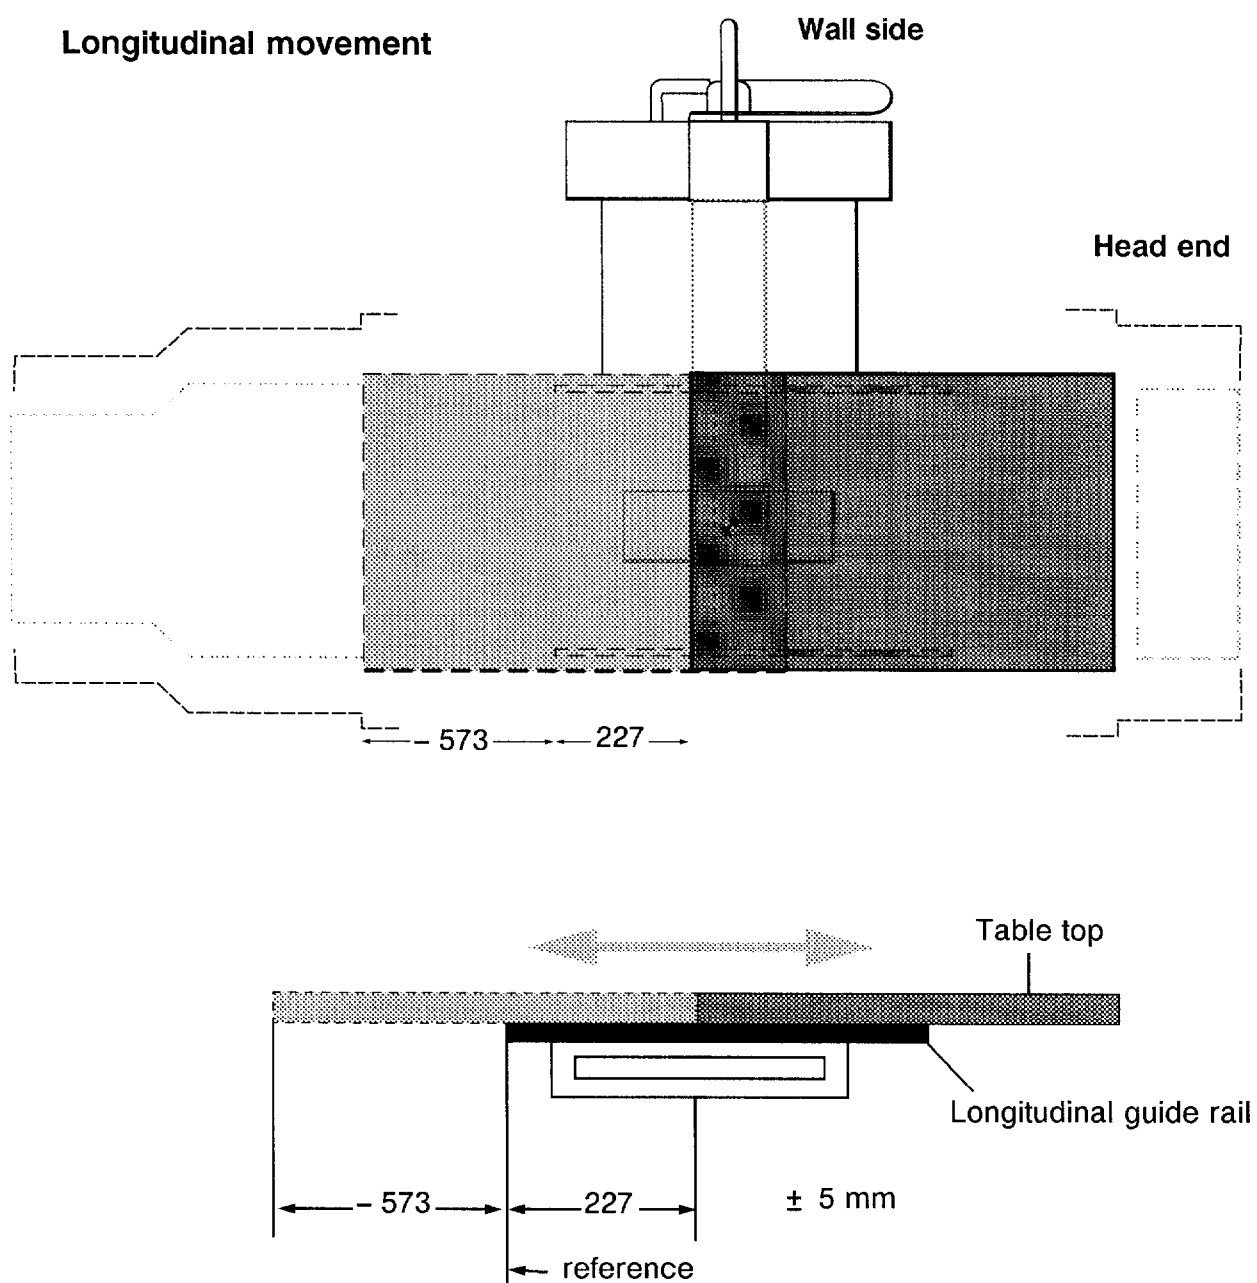 Longitudinal movement
Wall side
Head end
– 573
227
Table top
Longitudinal guide rail
– 573
227
± 5 mm
reference